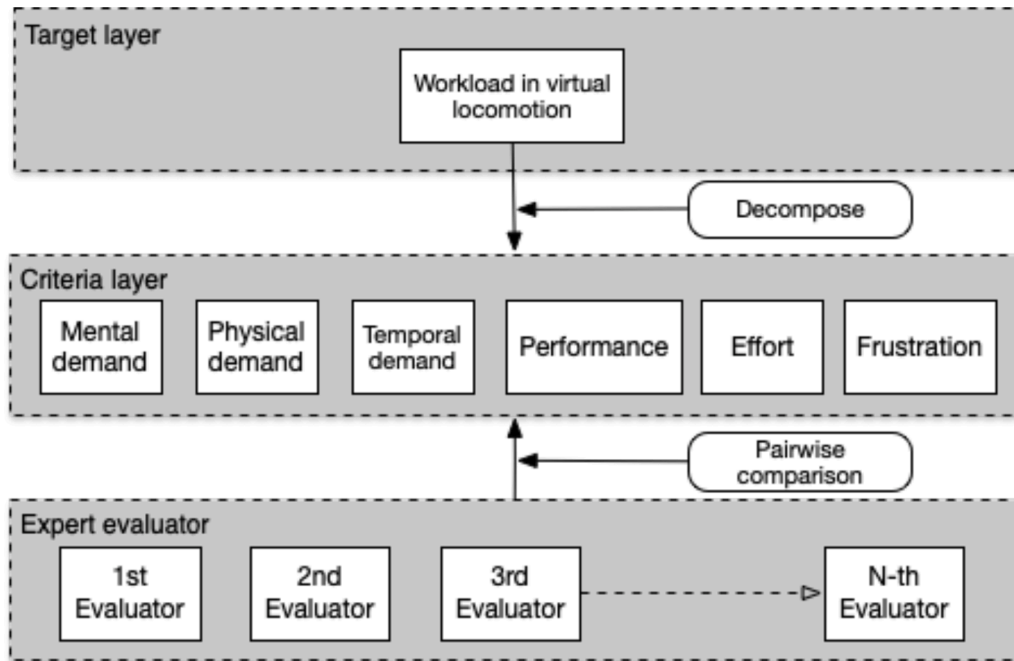 Target layer
Workload in virtual
locomotion
Decompose
Criteria layer
Mental
demand
Physical
demand
Temporal
demand
Performance
Effort
Frustration
Pairwise
comparison
Expert evaluator
1st
Evaluator
2nd
Evaluator
3rd
Evaluator
N-th
Evaluator